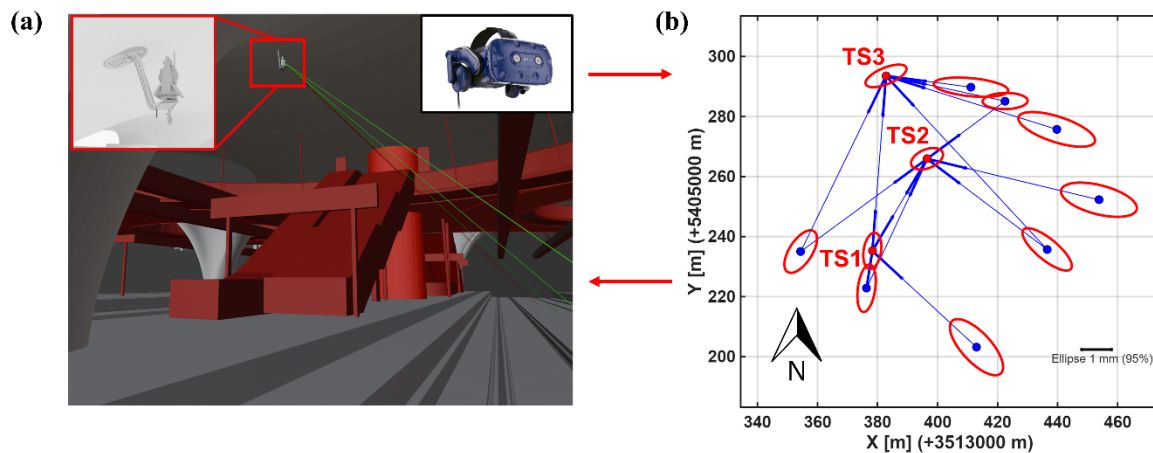 (a)
(b)
TS3
TS2
TS1
300
280
260
240
220
200
Y [m] (+5405000 m)
N
Ellipse 1 mm (95%)
340 360 380 400 420 440 460
X [m] (+3513000 m)